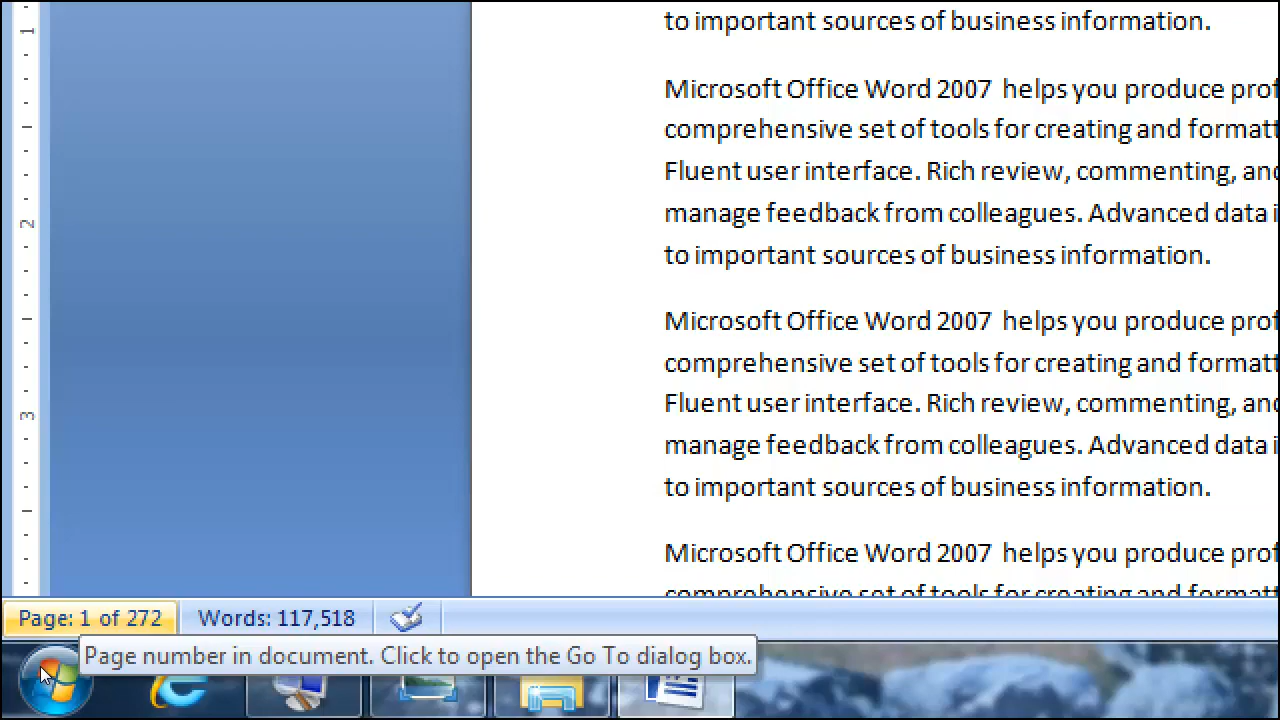 to important sources of business information.
Microsoft Office Word 2007  helps you produce prof
comprehensive set of tools for creating and formatt
Fluent user interface. Rich review, commenting, and
manage feedback from colleagues. Advanced data i
to important sources of business information.
Microsoft Office Word 2007  helps you produce prof
comprehensive set of tools for creating and formatt
Fluent user interface. Rich review, commenting, and
manage feedback from colleagues. Advanced data i
to important sources of business information.
Microsoft Office Word 2007  helps you produce prof
comprehensive set of tools for creating and formatt
1
2
3
Page: 1 of 272
Words: 117,518
Page number in document. Click to open the Go To dialog box.